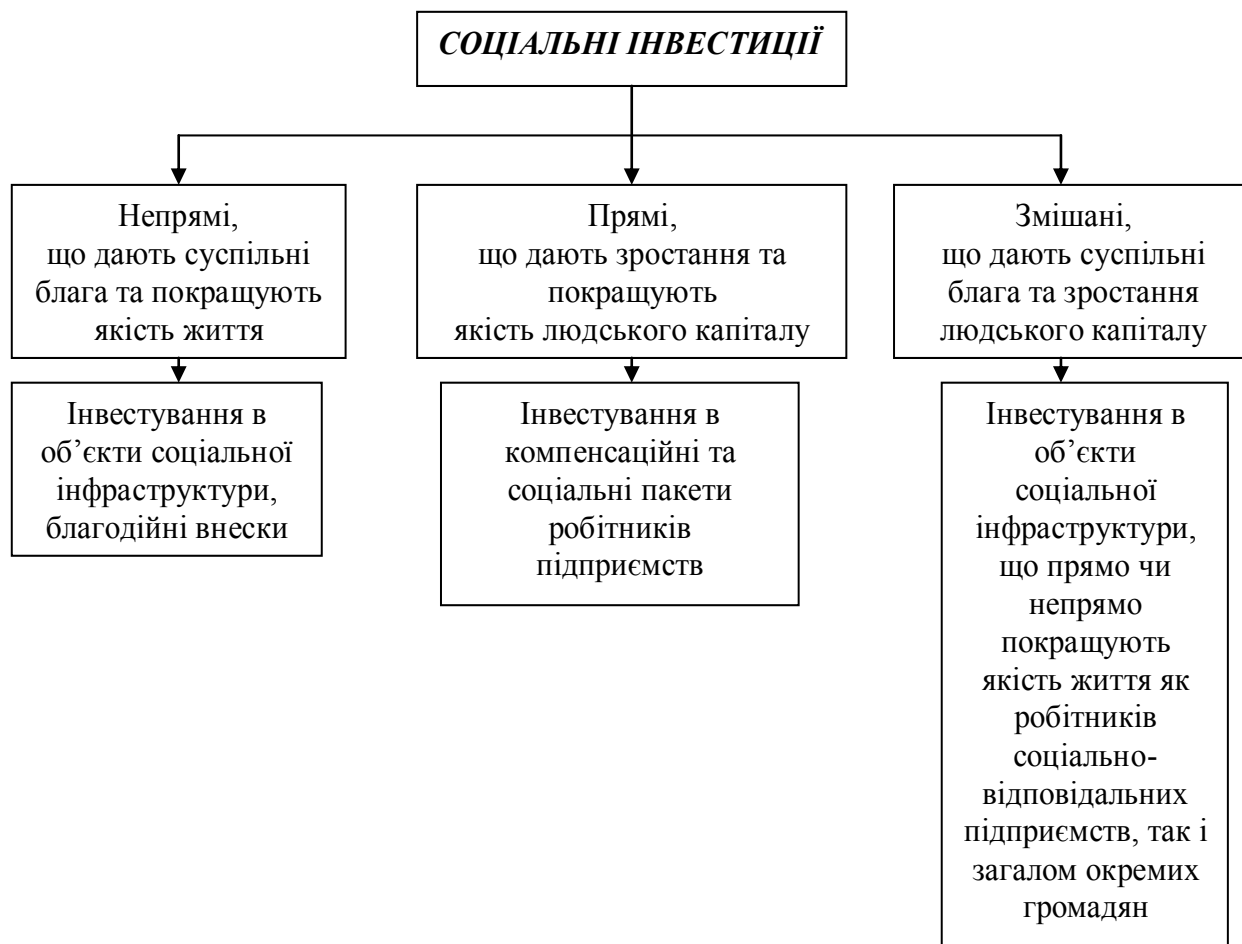 СОЦІАЛЬНІ ІНВЕСТИЦІЇ
Непрямі,
що дають суспільні
блага та покращують
якість життя
Прямі,
що дають зростання та
покращують
якість людського капіталу
Змішані,
що дають суспільні
блага та зростання
людського капіталу
Інвестування в
об’єкти соціальної
інфраструктури,
благодійні внески
Інвестування в
компенсаційні та
соціальні пакети
робітників
підприємств
Інвестування в
об’єкти
соціальної
інфраструктури,
що прямо чи
непрямо
покращують
якість життя як
робітників
соціально-
відповідальних
підприємств, так і
загалом окремих
громадян